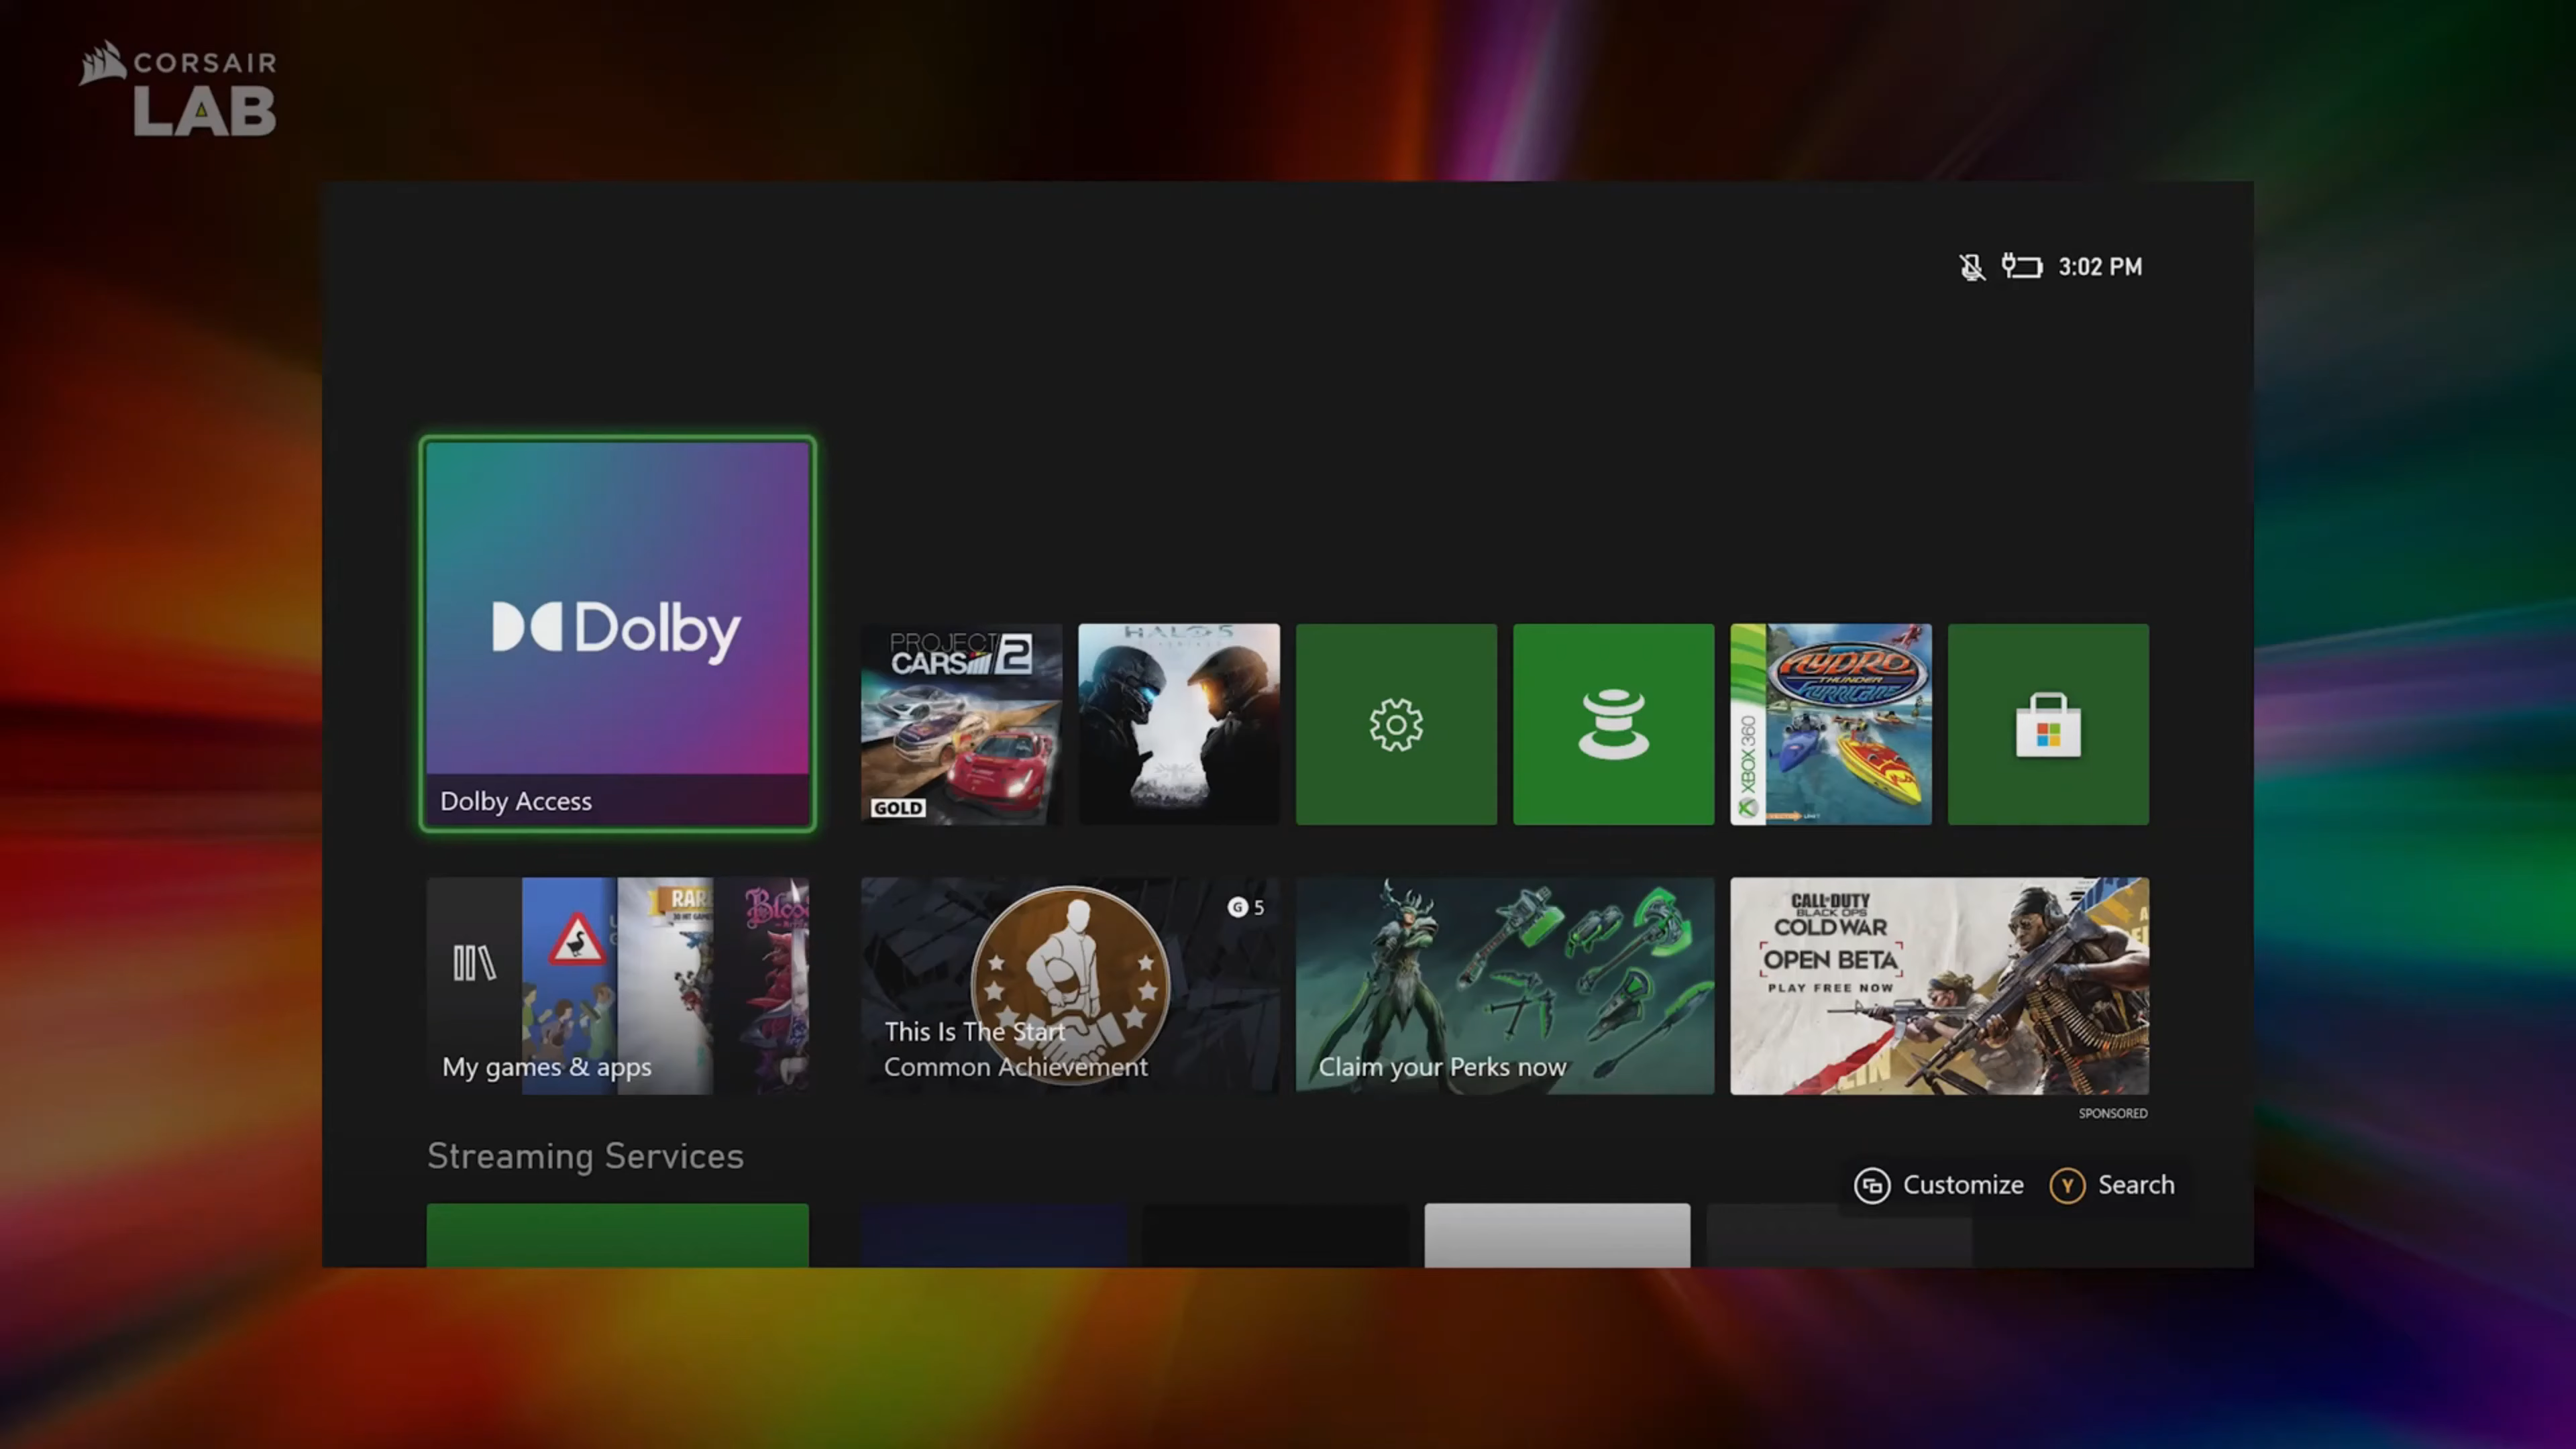 CORSAIR
LAB
3:02 PM
Dolby
Dolby Access
PROJECT
CARS 2
GOLD
HALO 5
XBOX 360
HYDRO
THUNDER
HURRICANE
RARE
Bloo
My games & apps
G 5
This Is The Start
Common Achievement
Claim your Perks now
CALL OF DUTY
BLACK OPS
COLD WAR
OPEN BETA
PLAY FREE NOW
SPONSORED
Streaming Services
Customize
Y Search